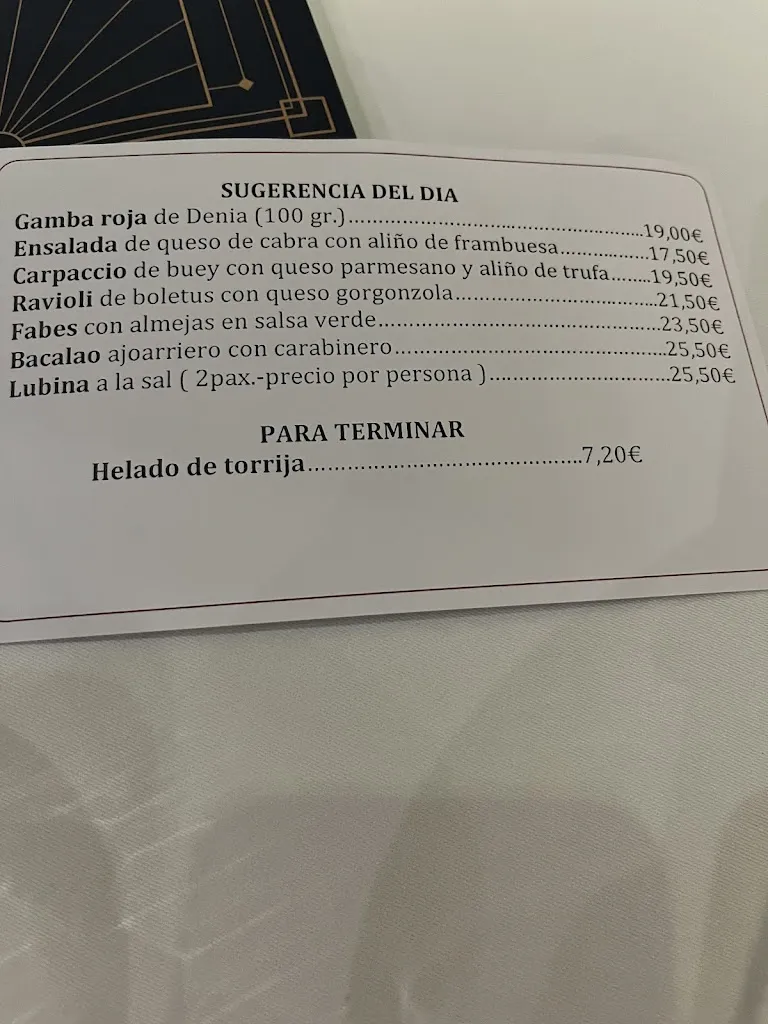 SUGERENCIA DEL DIA
Gamba roja de Denia (100 gr.)..........19,00€
Ensalada de queso de cabra con aliño de frambuesa..........17,50€
Carpaccio de buey con queso parmesano y aliño de trufa.......19,50€
Ravioli de boletus con queso gorgonzola..........21,50€
Fabes con almejas en salsa verde..........23,50€
Bacalao ajoarriero con carabinero..........25,50€
Lubina a la sal ( 2pax.-precio por persona )..........25,50€
PARA TERMINAR
Helado de torrija..........7,20€